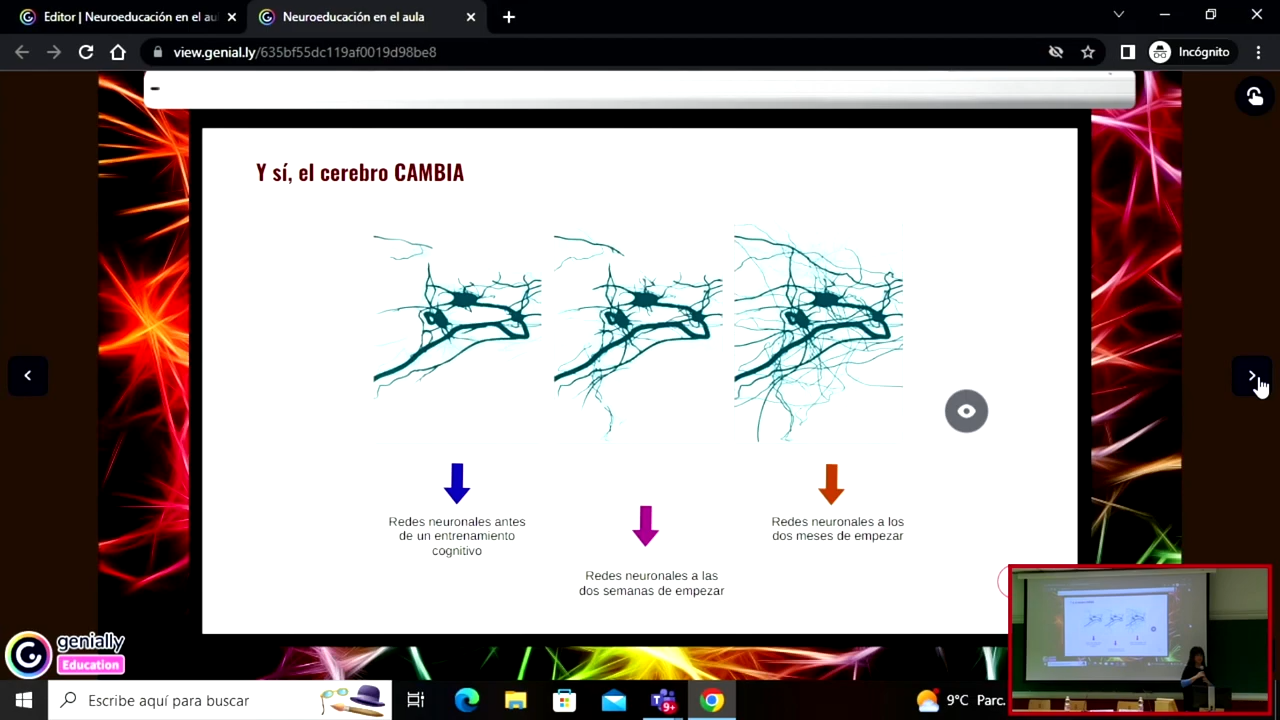 Editor | Neuroeducación en el au
Neuroeducación en el aula
view.genial.ly/635bf55dc119af0019d98be8
Incógnito
Y sí, el cerebro CAMBIA
Redes neuronales antes
de un entrenamiento
cognitivo
Redes neuronales a las
dos semanas de empezar
Redes neuronales a los
dos meses de empezar
genially
Education
Escribe aquí para buscar
9+
9°C Parc.